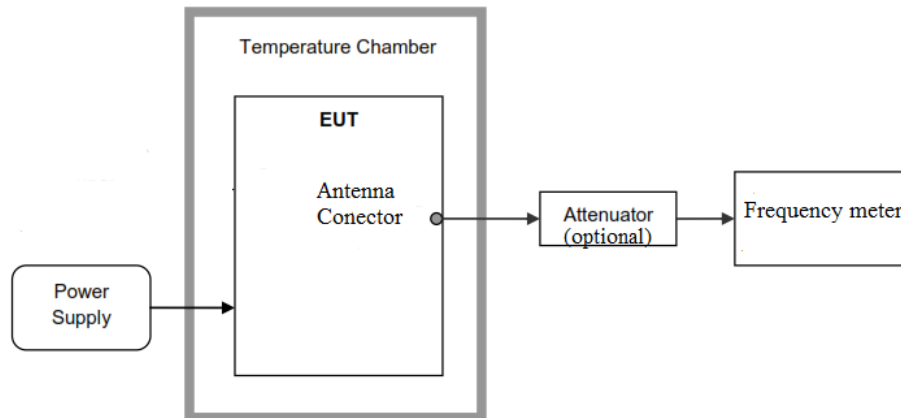 Temperature Chamber
EUT
Antenna
Conector
Attenuator
(optional)
Frequency meter
Power
Supply